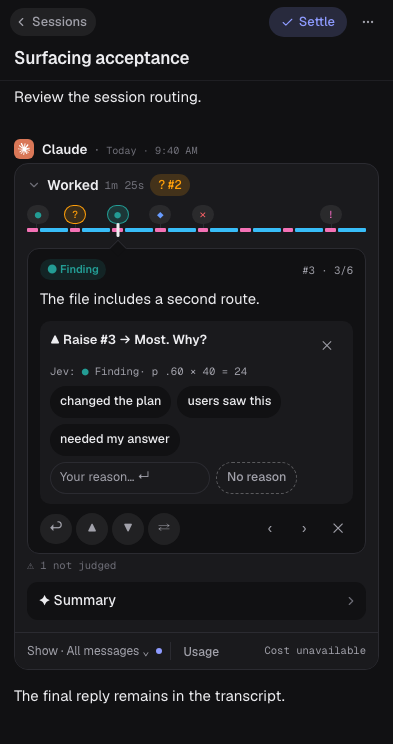 Sessions
Settle
Surfacing acceptance
Review the session routing.
Claude · Today · 9:40 AM
Worked 1m 25s ? #2
?
!
Finding
#3 · 3/6
The file includes a second route.
▲ Raise #3 → Most. Why?
Jev: ● Finding· p .60 × 40 = 24
changed the plan
users saw this
needed my answer
Your reason… ↵
No reason
⚠ 1 not judged
✦ Summary
Show · All messages
Usage
Cost unavailable
The final reply remains in the transcript.